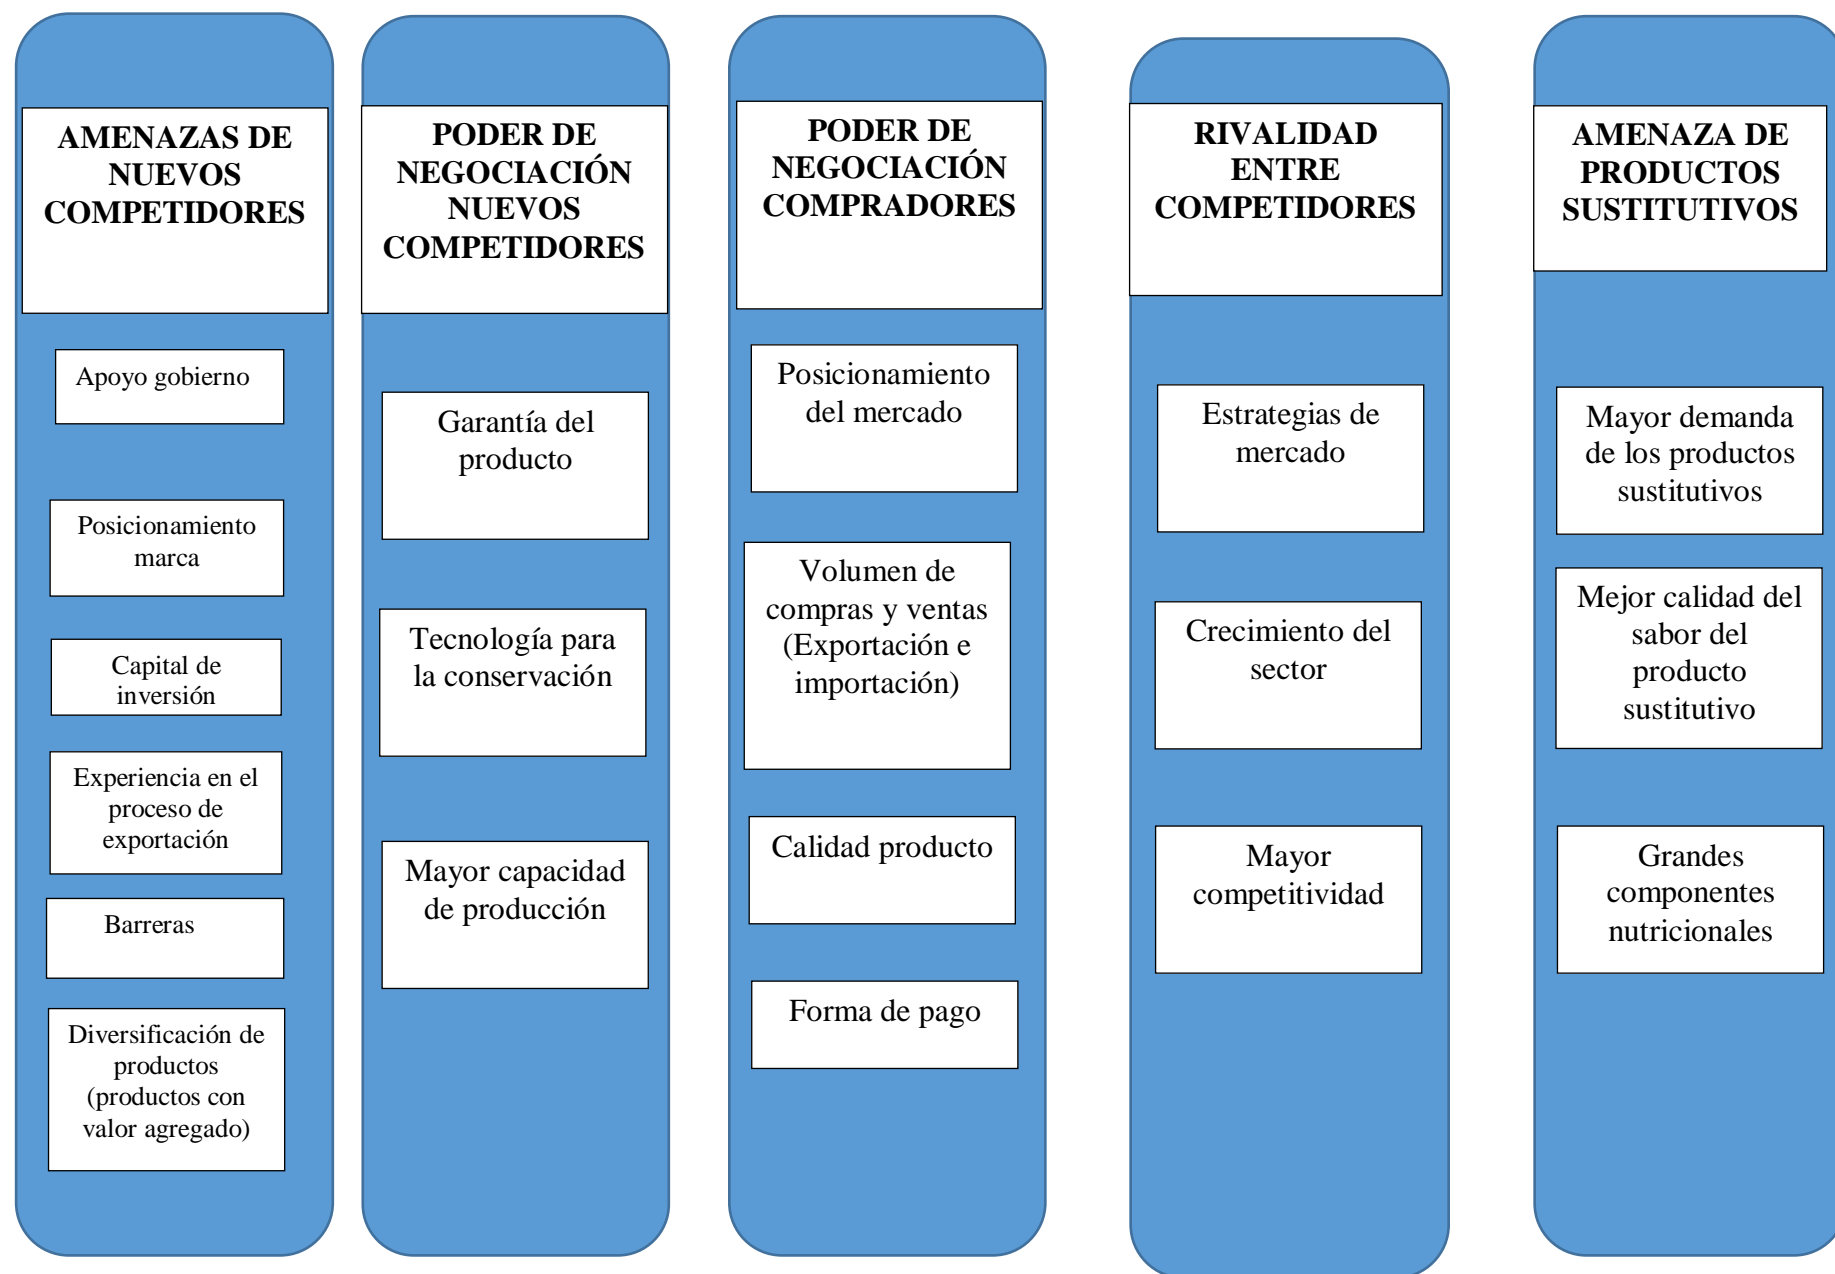 AMENAZAS DE
NUEVOS
COMPETIDORES
Apoyo gobierno
Posicionamiento
marca
Capital de
inversión
Experiencia en el
proceso de
exportación
Barreras
Diversificación de
productos
(productos con
valor agregado)
PODER DE
NEGOCIACIÓN
NUEVOS
COMPETIDORES
Garantía del
producto
Tecnología para
la conservación
Mayor capacidad
de producción
PODER DE
NEGOCIACIÓN
COMPRADORES
Posicionamiento
del mercado
Volumen de
compras y ventas
(Exportación e
importación)
Calidad producto
Forma de pago
RIVALIDAD
ENTRE
COMPETIDORES
Estrategias de
mercado
Crecimiento del
sector
Mayor
competitividad
AMENAZA DE
PRODUCTOS
SUSTITUTIVOS
Mayor demanda
de los productos
sustitutivos
Mejor calidad del
sabor del
producto
sustitutivo
Grandes
componentes
nutricionales